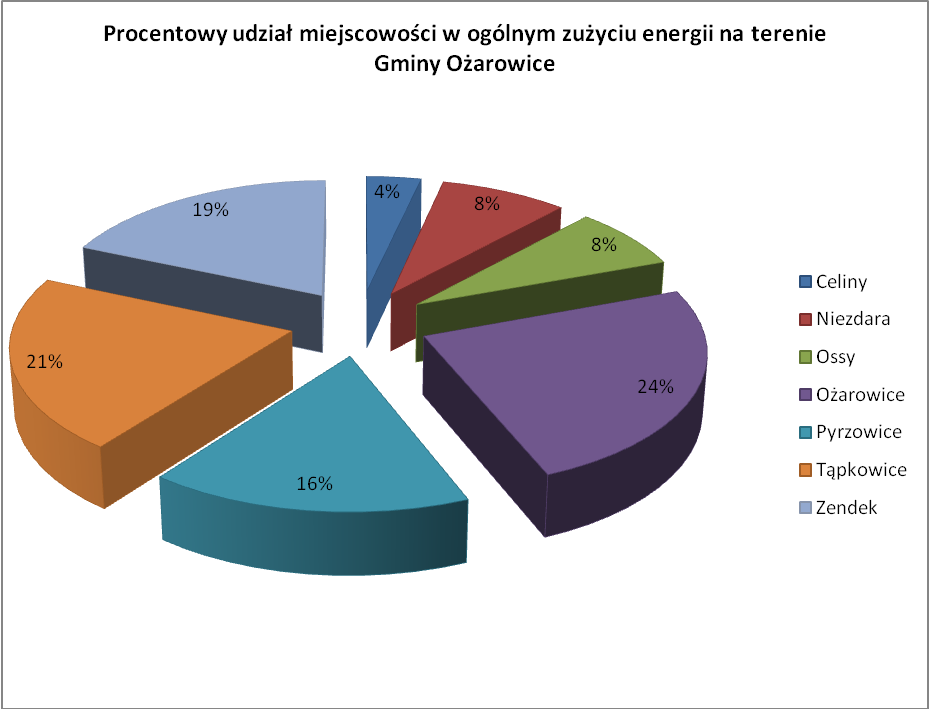 Procentowy udział miejscowości w ogólnym zużyciu energii na terenie
Gminy Ożarowice
4%
8%
8%
19%
24%
21%
16%
Celiny
Niezdara
Ossy
Ożarowice
Pyrzowice
Tąpkowice
Zendek